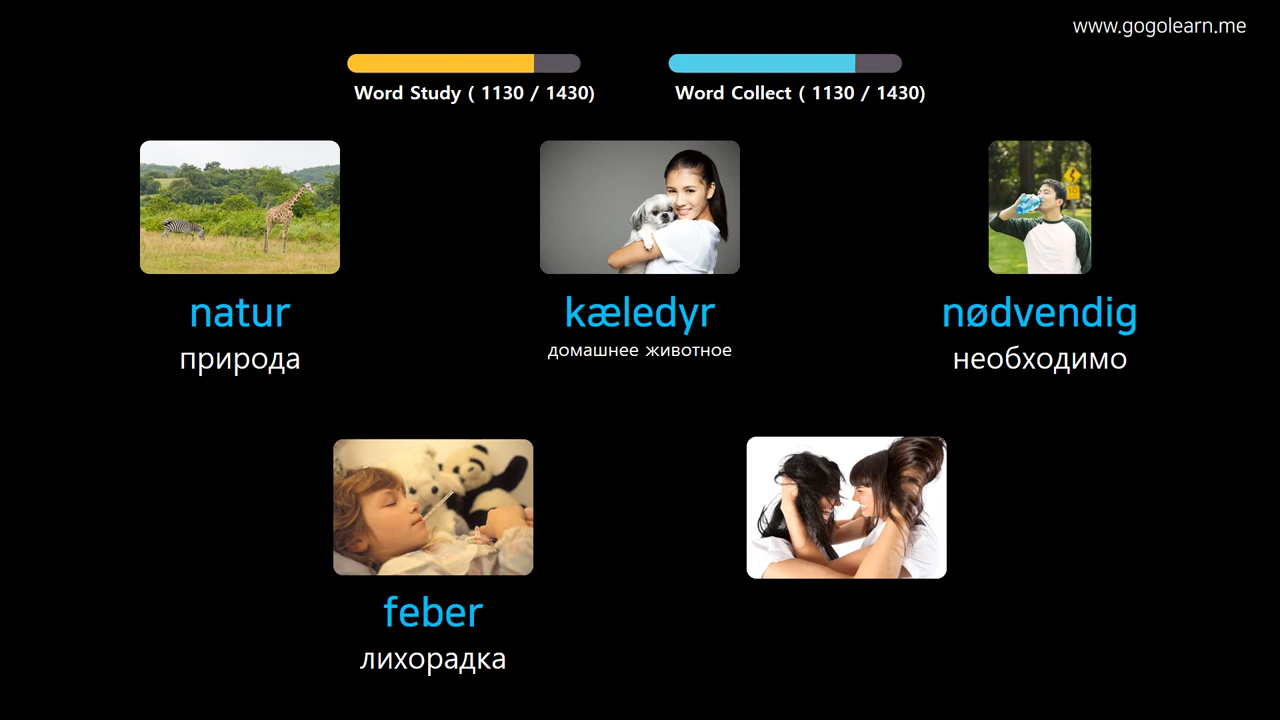 www.gogolearn.me
Word Study ( 1130 / 1430)
Word Collect ( 1130 / 1430)
natur
природа
kæledyr
домашнее животное
nødvendig
необходимо
feber
лихорадка